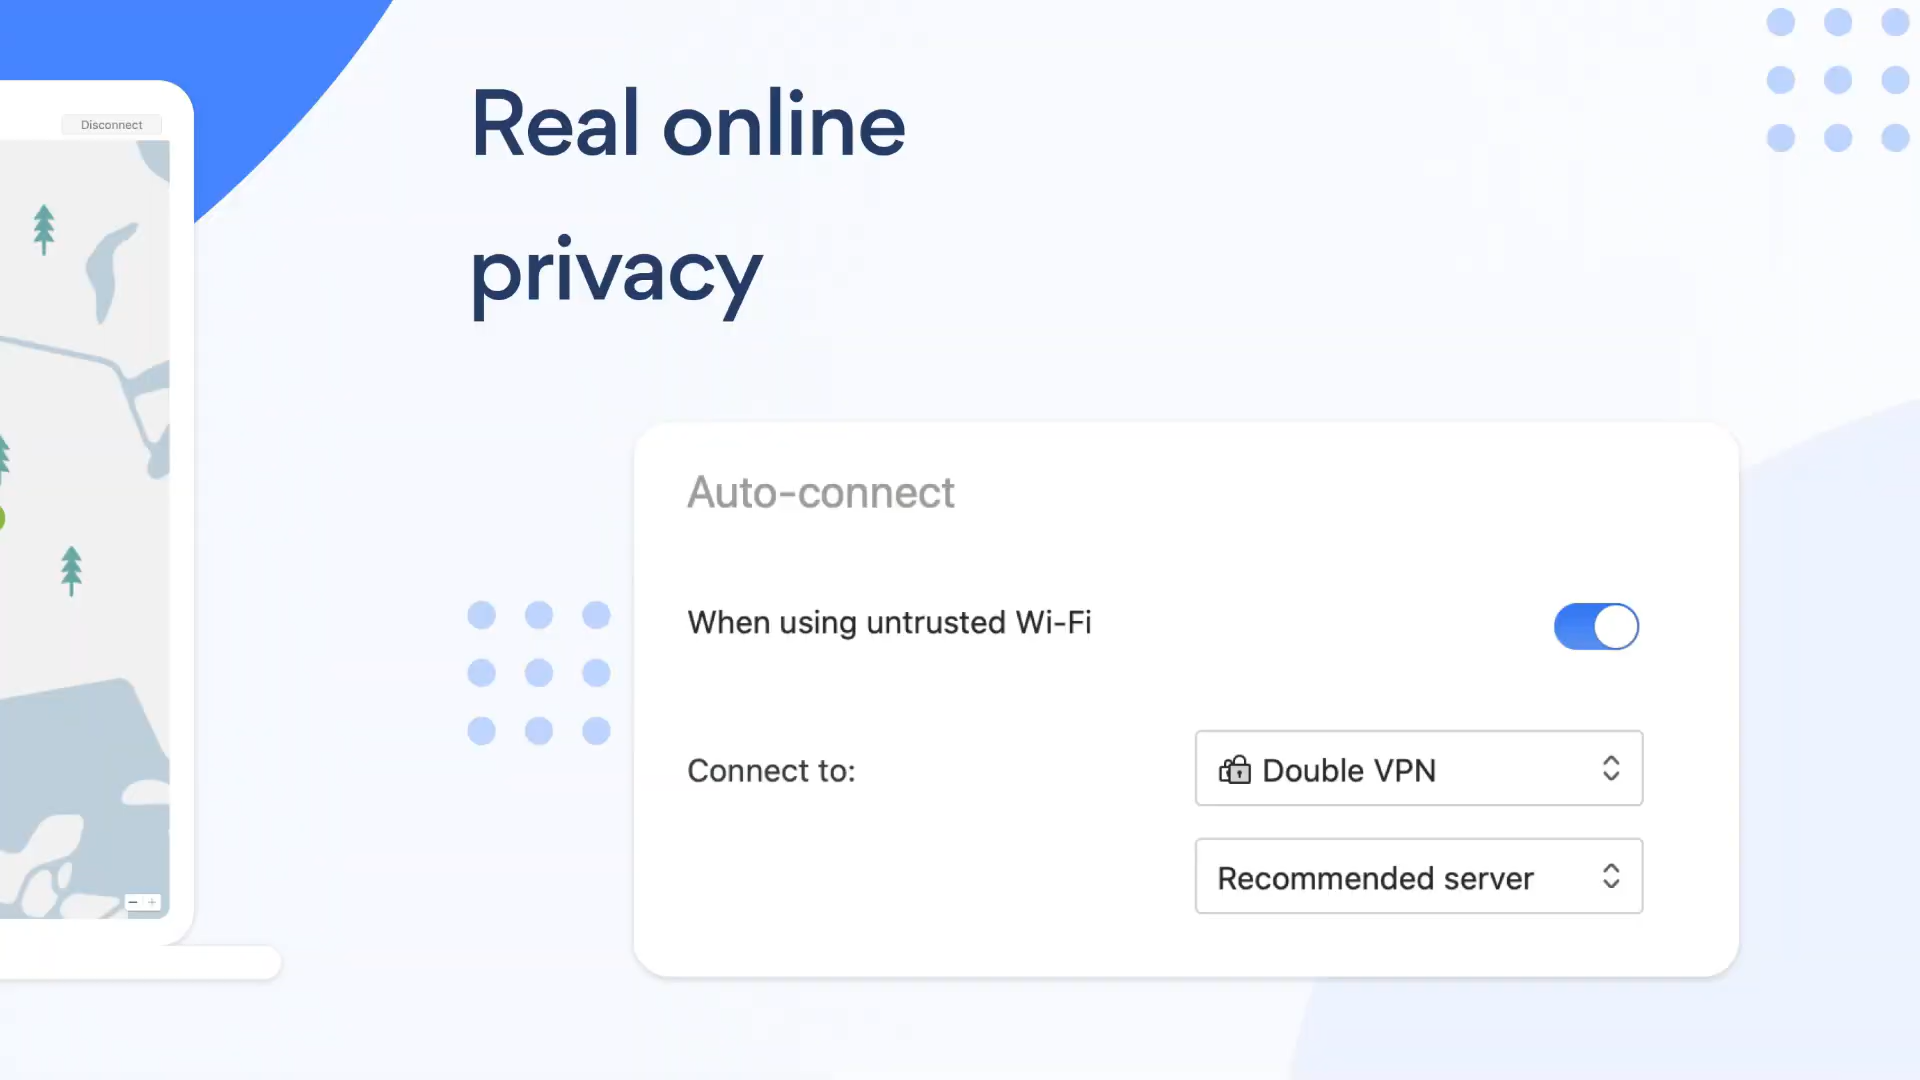 Disconnect
Real online
privacy
Auto-connect
When using untrusted Wi-Fi
Connect to:
Double VPN
Recommended server